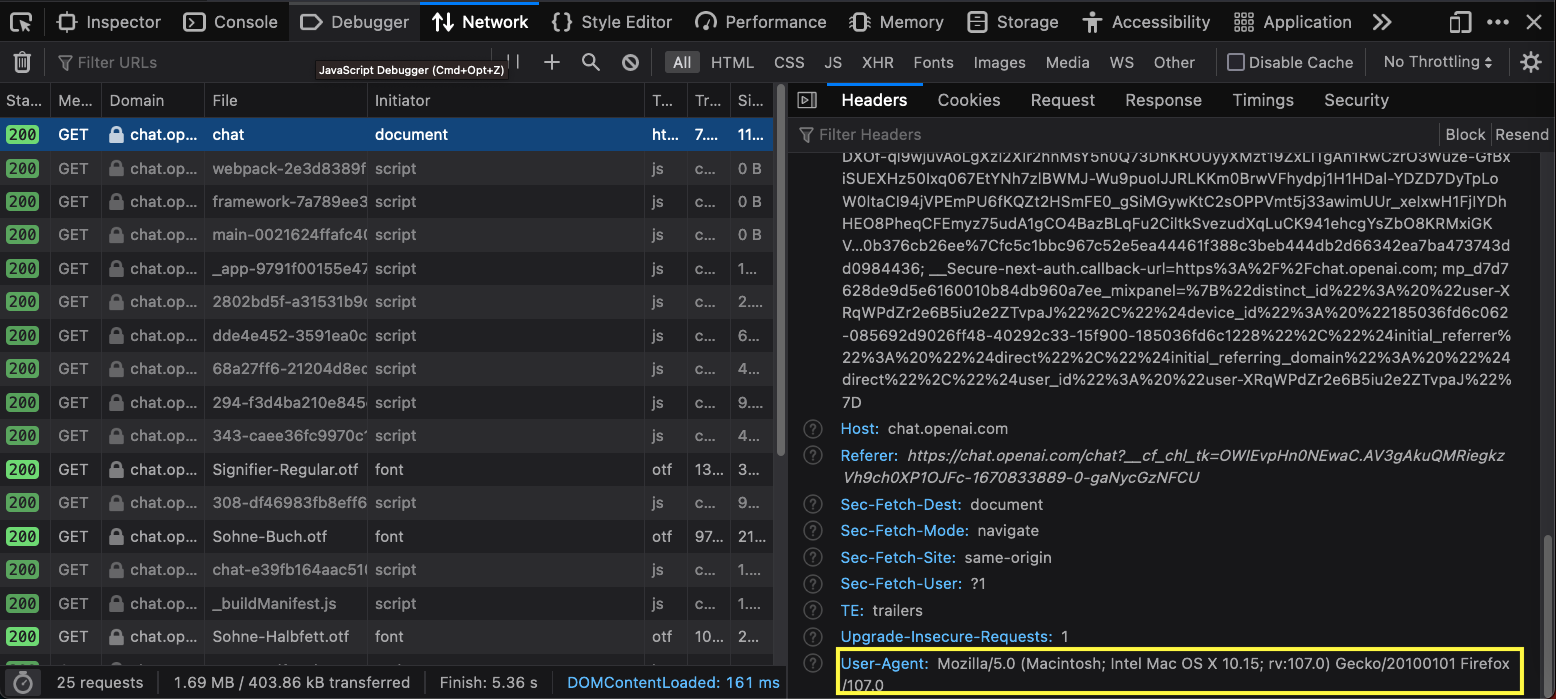 Inspector Console Debugger Network Style Editor Performance Memory Storage Accessibility Application
Filter URLs All HTML CSS JS XHR Fonts Images Media WS Other Disable Cache No Throttling
JavaScript Debugger (Cmd+Opt+Z)
Sta... Me... Domain File Initiator T... Tr... Si...
200 GET chat.op... chat document ht... 7.... 11...
200 GET chat.op... webpack-2e3d8389f script js c... 0 B
200 GET chat.op... framework-7a789ee3 script js c... 0 B
200 GET chat.op... main-0021624ffafc40 script js c... 0 B
200 GET chat.op... _app-9791f00155e47 script js c... 1...
200 GET chat.op... 2802bd5f-a31531b9c script js c... 2....
200 GET chat.op... dde4e452-3591ea0c script js c... 6...
200 GET chat.op... 68a27ff6-21204d8ec script js c... 4...
200 GET chat.op... 294-f3d4ba210e845 script js c... 9....
200 GET chat.op... 343-caee36fc9970c1 script js c... 4...
200 GET chat.op... Signifier-Regular.otf font otf 13... 3...
200 GET chat.op... 308-df46983fb8eff6 script js c... 9...
200 GET chat.op... Sohne-Buch.otf font otf 97... 21...
200 GET chat.op... chat-e39fb164aac510 script js c... 1....
200 GET chat.op... _buildManifest.js script js c... 1....
200 GET chat.op... Sohne-Halbfett.otf font otf 10... 2...
25 requests 1.69 MB / 403.86 kB transferred Finish: 5.36 s DOMContentLoaded: 161 ms
Headers Cookies Request Response Timings Security
Filter Headers Block Resend
V...0b376cb26ee%7Cfc5c1bbc967c52e5ea44461f388c3beb444db2d66342ea7ba473743d
d0984436; __Secure-next-auth.callback-url=https%3A%2F%2Fchat.openai.com; mp_d7d7
628de9d5e6160010b84db960a7ee_mixpanel=%7B%22distinct_id%22%3A%20%22user-X
RqWPdZr2e6B5iu2e2ZTvpaJ%22%2C%22%24device_id%22%3A%20%22185036fd6c062
-085692d9026ff48-40292c33-15f900-185036fd6c1228%22%2C%22%24initial_referrer%
22%3A%20%22%24direct%22%2C%22%24initial_referring_domain%22%3A%20%22%24
direct%22%2C%22%24user_id%22%3A%20%22user-XRqWPdZr2e6B5iu2e2ZTvpaJ%22%
7D
Host: chat.openai.com
Referer: https://chat.openai.com/chat?__cf_chl_tk=OWIEvpHn0NEwaC.AV3gAkuQMRiegkz
Vh9ch0XP1OJFc-1670833889-0-gaNycGzNFCU
Sec-Fetch-Dest: document
Sec-Fetch-Mode: navigate
Sec-Fetch-Site: same-origin
Sec-Fetch-User: ?1
TE: trailers
Upgrade-Insecure-Requests: 1
User-Agent: Mozilla/5.0 (Macintosh; Intel Mac OS X 10.15; rv:107.0) Gecko/20100101 Firefox
/107.0